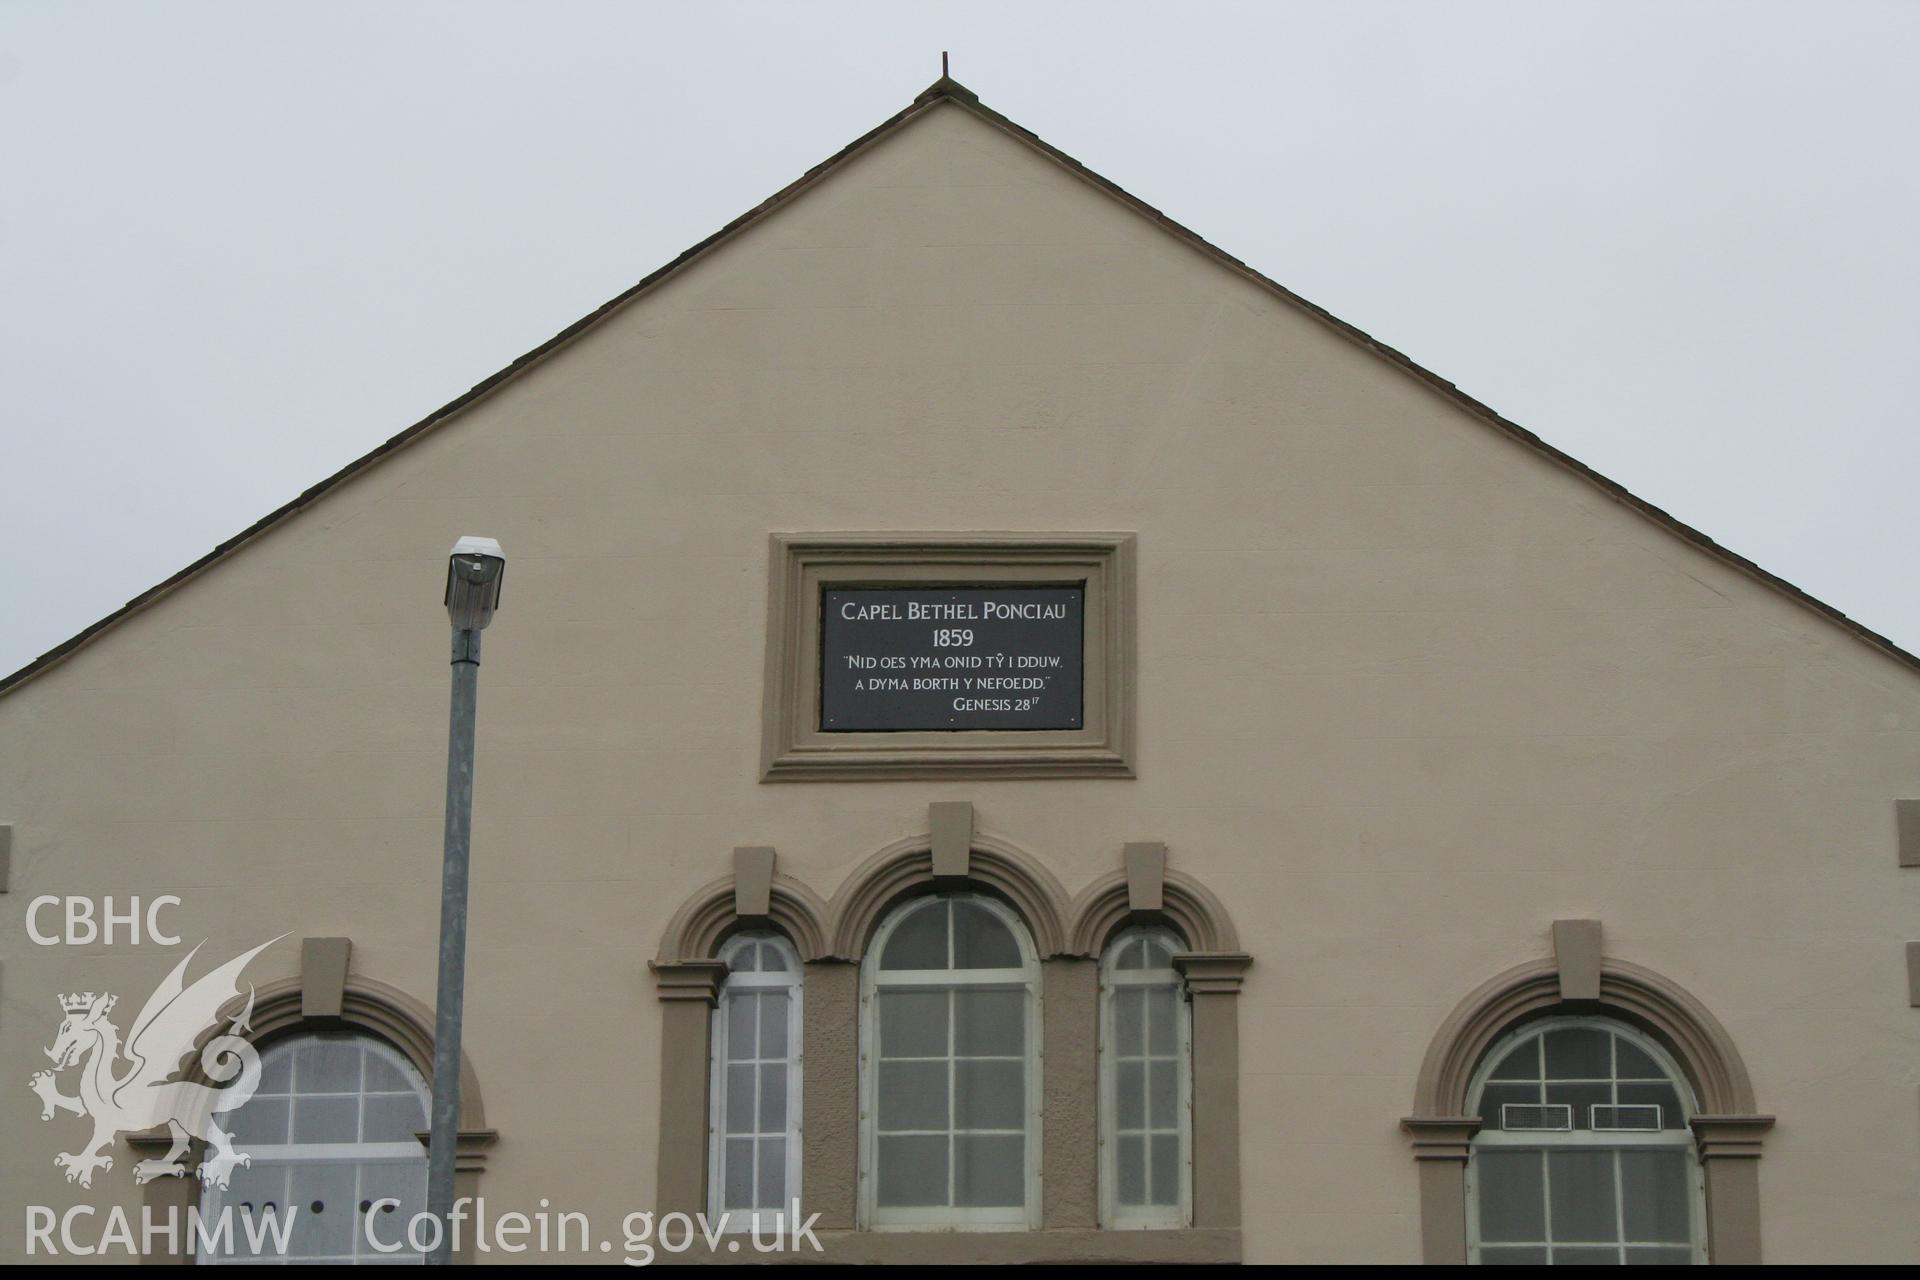 CAPEL BETHEL PONCIAU
1859
"NID OES YMA ONID TŶ I DDUW,
A DYMA BORTH Y NEFOEDD."
GENESIS 28¹⁷
CBHC
RCAHMW
Coflein.gov.uk